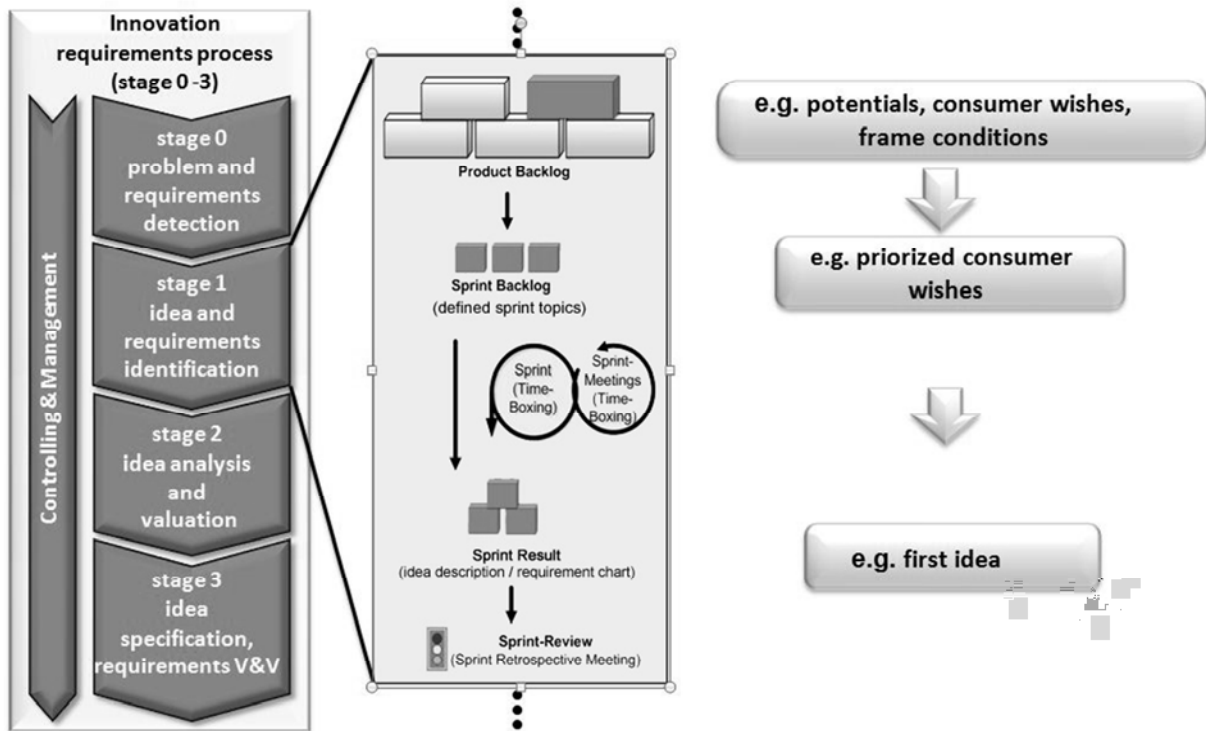 Innovation
requirements process
(stage 0 -3)
Controlling & Management
stage 0
problem and
requirements
detection
stage 1
idea and
requirements
identification
stage 2
idea analysis
and
valuation
stage 3
idea
specification,
requirements V&V
Product Backlog
Sprint Backlog
(defined sprint topics)
Sprint
(Time-
Boxing)
Sprint-
Meetings
(Time-
Boxing)
Sprint Result
(idea description / requirement chart)
Sprint-Review
(Sprint Retrospective Meeting)
e.g. potentials, consumer wishes,
frame conditions
e.g. priorized consumer
wishes
e.g. first idea